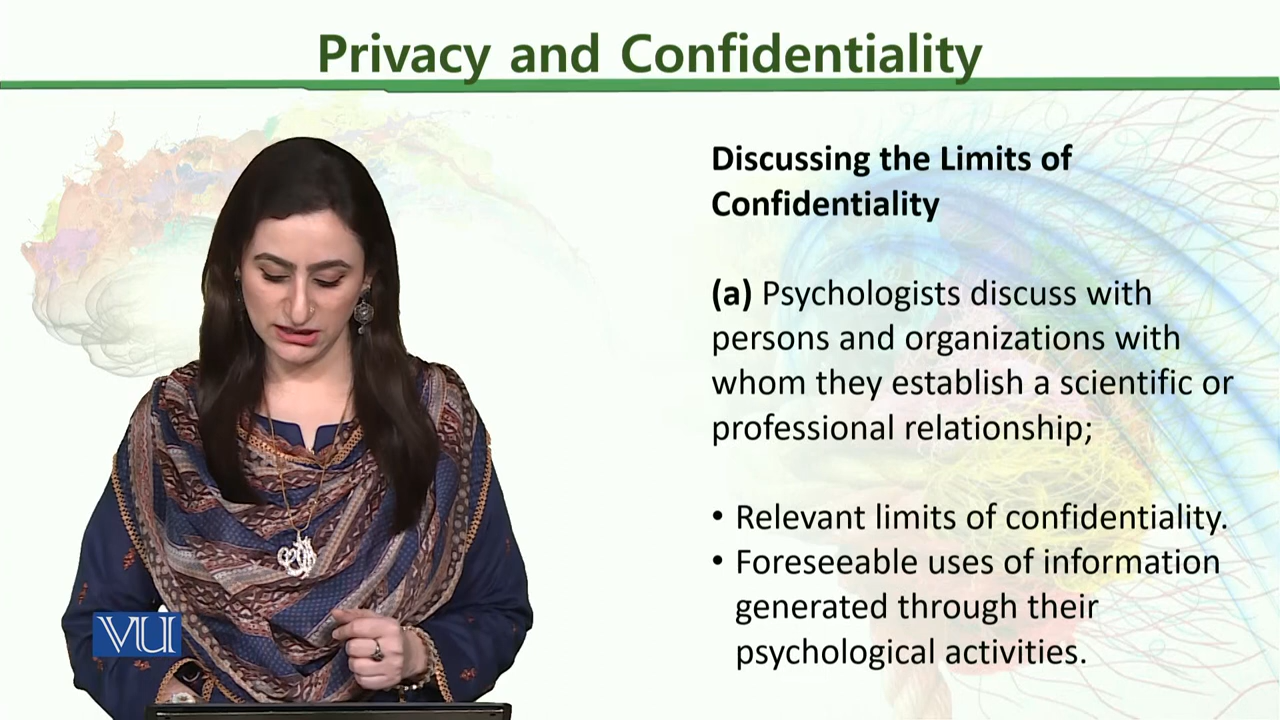 Privacy and Confidentiality
Discussing the Limits of
Confidentiality
(a) Psychologists discuss with
persons and organizations with
whom they establish a scientific or
professional relationship;
• Relevant limits of confidentiality.
• Foreseeable uses of information
generated through their
psychological activities.
VU